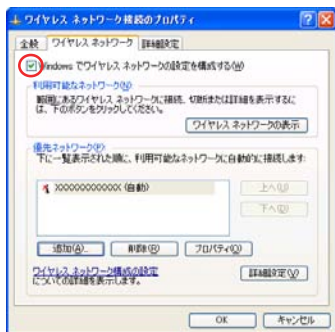 ワイヤレス ネットワーク接続のプロパティ
全般 ワイヤレス ネットワーク 詳細設定
Windows でワイヤレス ネットワークの設定を構成する(W)
利用可能なネットワーク(N)
範囲にあるワイヤレス ネットワークに接続、切断または詳細を表示するに
は、下のボタンをクリックしてください。
ワイヤレス ネットワークの表示
優先ネットワーク(P)
下に一覧表示された順に、利用可能なネットワークに自動的に接続します:
XXXXXXXXXXXXX (自動)
上へ(U)
下へ(D)
追加(A)... 削除(R) プロパティ(O)
ワイヤレス ネットワーク構成の設定
についての詳細を表示します。
詳細設定(V)
OK キャンセル